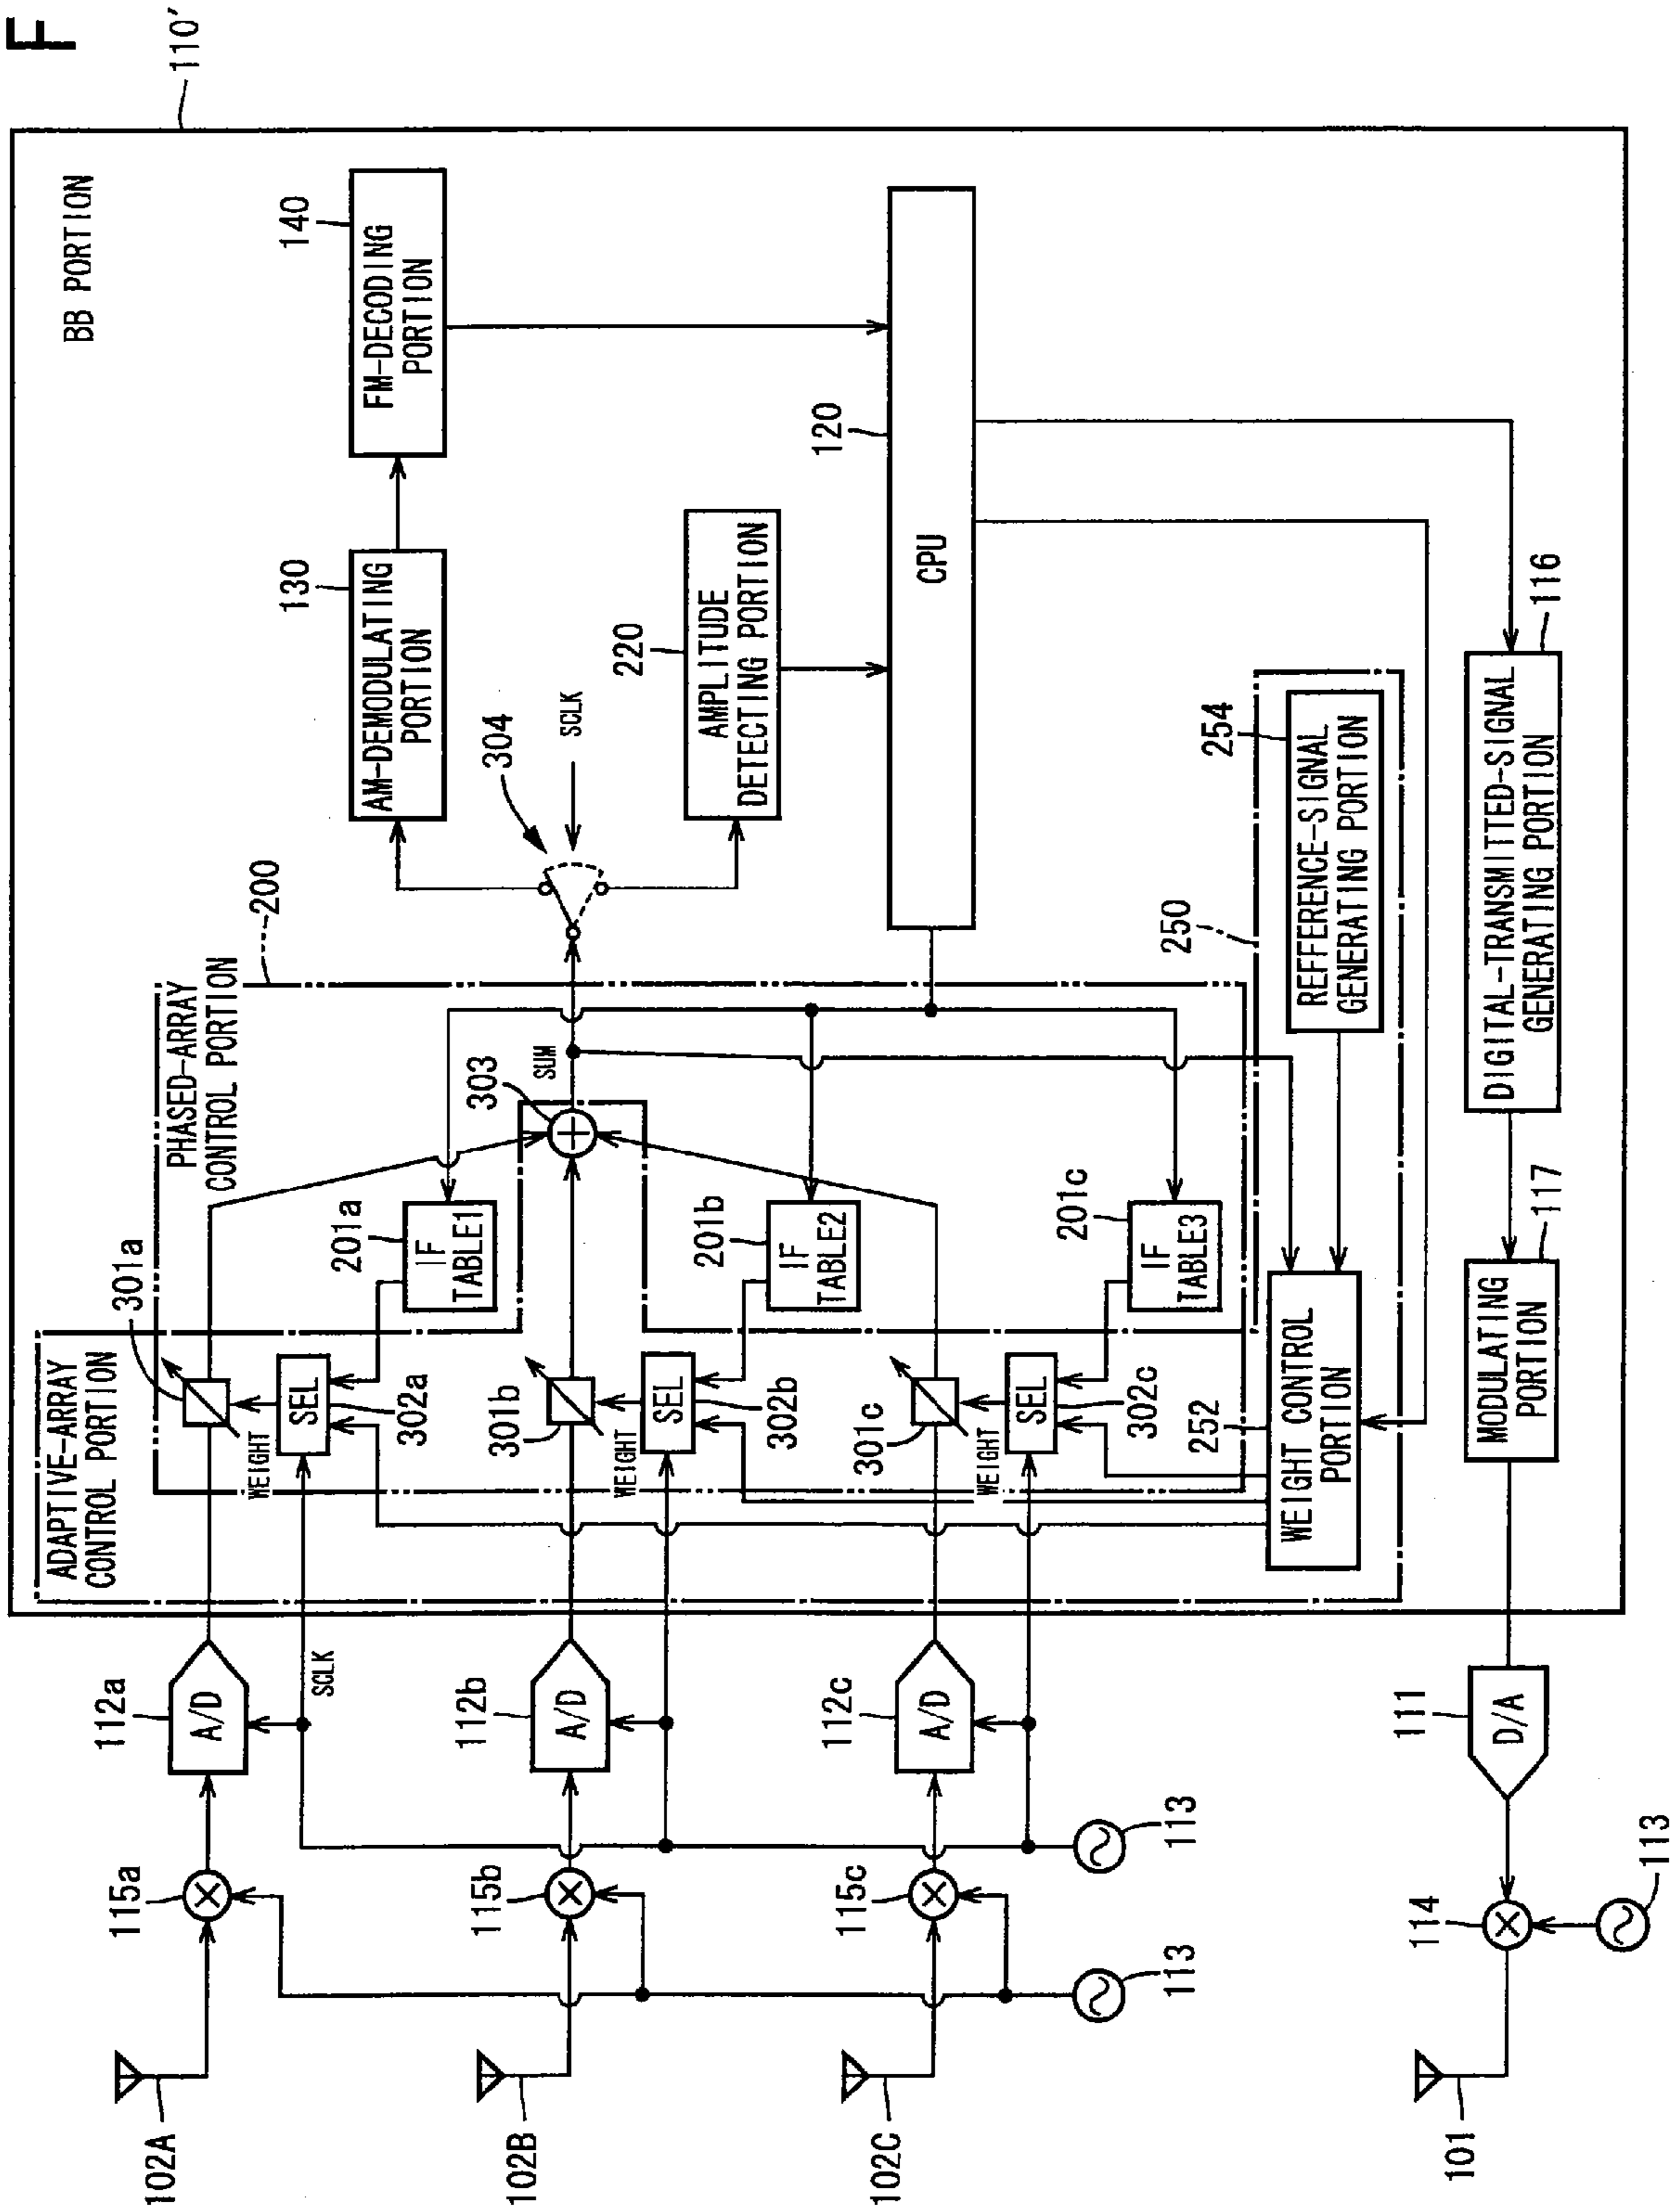 F
110'
BB PORTION
140
FM-DECODING
PORTION
130
AM-DEMODULATING
PORTION
120
CPU
220
AMPLITUDE
DETECTING PORTION
304
SCLK
200
PHASED-ARRAY
CONTROL PORTION
SUM
303
201a
IF
TABLE1
201b
IF
TABLE2
201c
IF
TABLE3
250
254
REFFERENCE-SIGNAL
GENERATING PORTION
116
DIGITAL-TRANSMITTED-SIGNAL
GENERATING PORTION
117
MODULATING
PORTION
ADAPTIVE-ARRAY
CONTROL PORTION
301a
WEIGHT
SEL
302a
301b
WEIGHT
SEL
302b
301c
WEIGHT
SEL
302c
252
WEIGHT CONTROL
PORTION
112a
A/D
SCLK
112b
A/D
112c
A/D
111
D/A
115a
115b
115c
113
113
114
113
102A
102B
102C
101